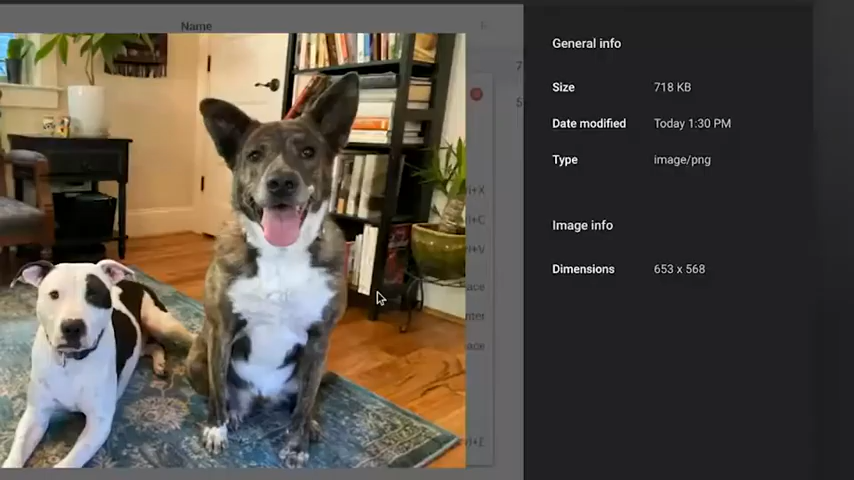 Name
General info
Size 718 KB
Date modified Today 1:30 PM
Type image/png
Image info
Dimensions 653 x 568